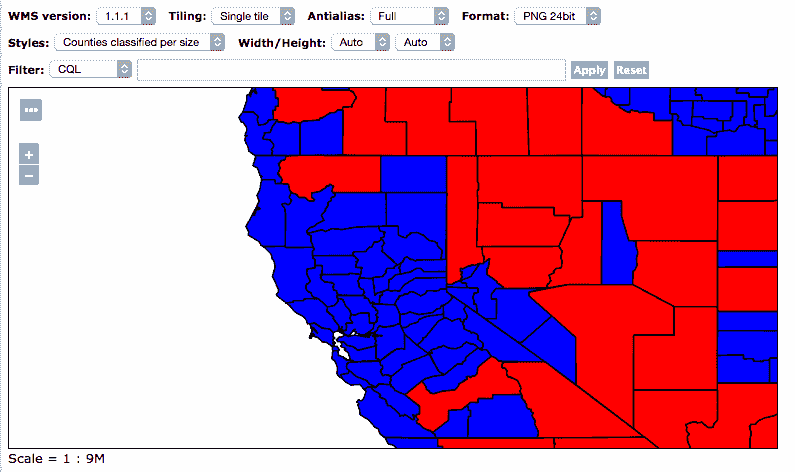 WMS version: 1.1.1 Tiling: Single tile Antialias: Full Format: PNG 24bit
Styles: Counties classified per size Width/Height: Auto Auto
Filter: CQL Apply Reset
+
−
Scale = 1 : 9M